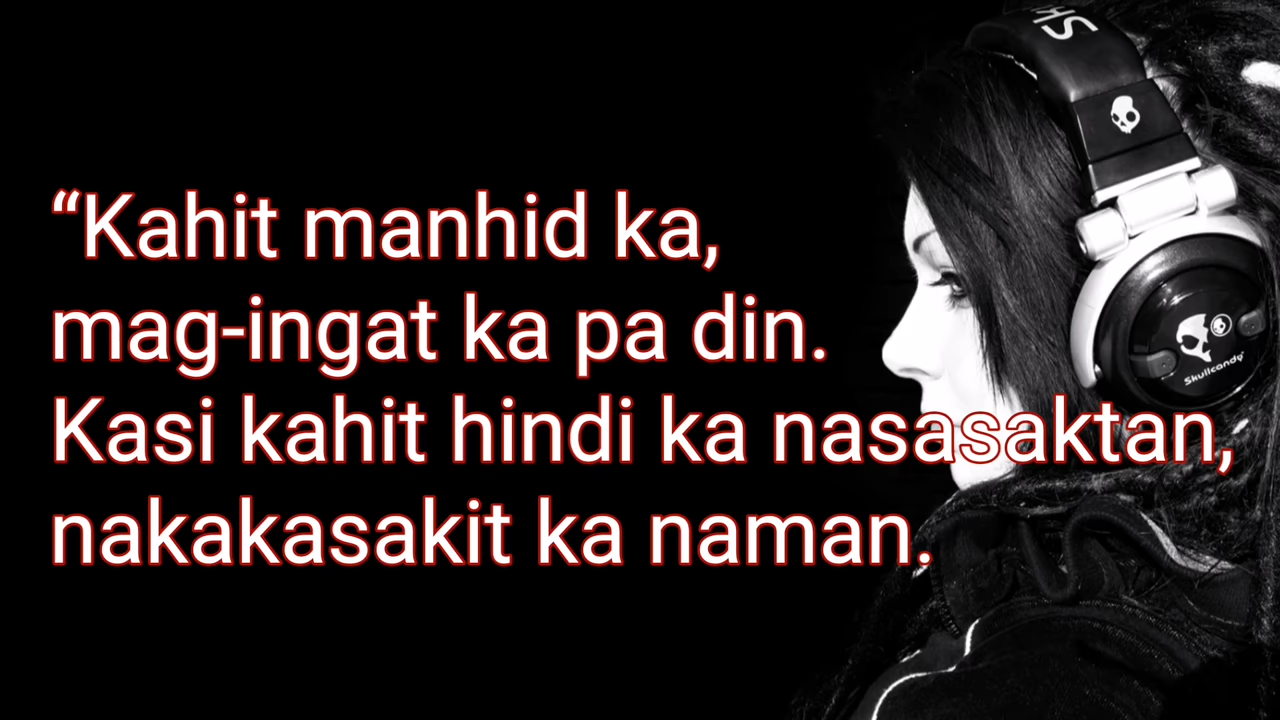 “Kahit manhid ka,
mag-ingat ka pa din.
Kasi kahit hindi ka nasasaktan,
nakakasakit ka naman.
Skullcandy